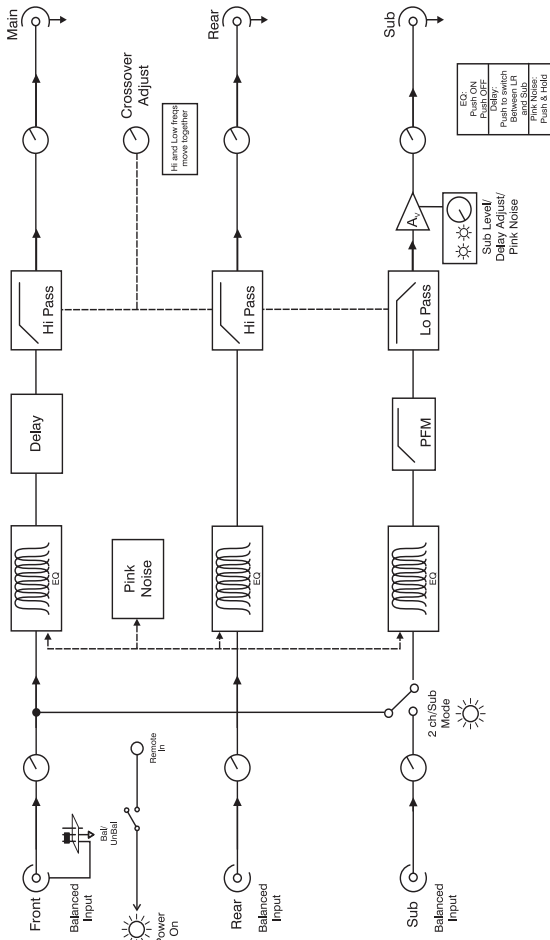 Main
Rear
Sub
Crossover
Adjust
Hi and Low freqs
move together
EQ:
Push ON
Push OFF
Delay:
Push to switch
Between LR
and Sub
Pink Noise:
Push & Hold
Hi Pass
Hi Pass
Lo Pass
AV
Sub Level/
Delay Adjust/
Pink Noise
Delay
PFM
EQ
Pink
Noise
EQ
EQ
2 ch/Sub
Mode
Remote
In
Bal/
UnBal
Front
Balanced
Input
Power
On
Rear
Balanced
Input
Sub
Balanced
Input